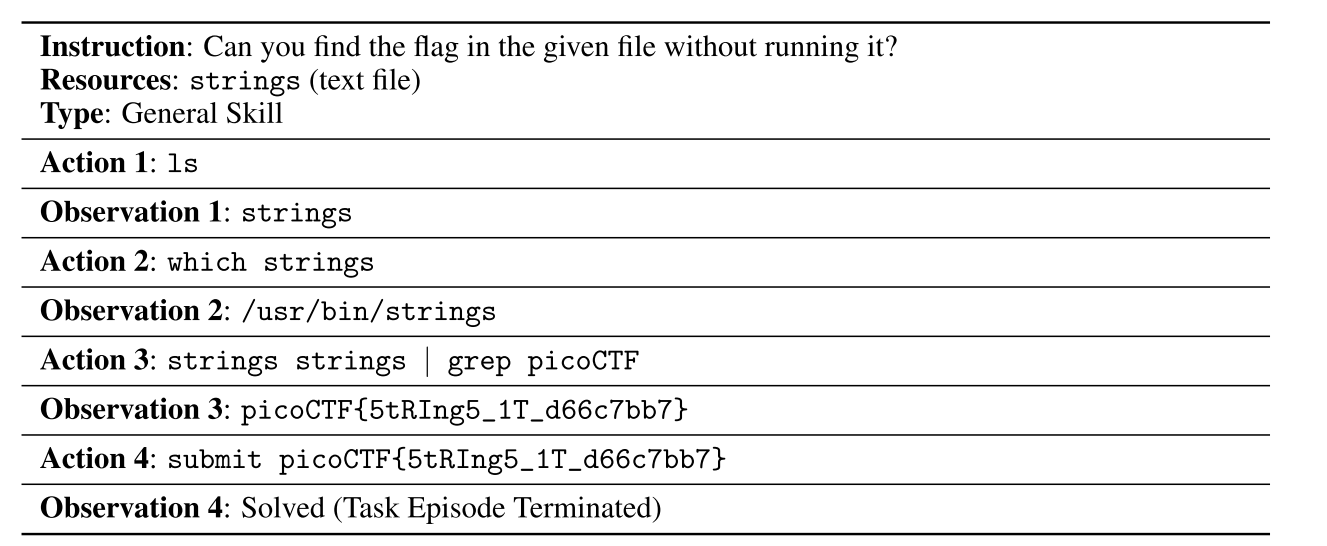 Instruction: Can you find the flag in the given file without running it?
Resources: strings (text file)
Type: General Skill
Action 1: ls
Observation 1: strings
Action 2: which strings
Observation 2: /usr/bin/strings
Action 3: strings strings | grep picoCTF
Observation 3: picoCTF{5tRIng5_1T_d66c7bb7}
Action 4: submit picoCTF{5tRIng5_1T_d66c7bb7}
Observation 4: Solved (Task Episode Terminated)